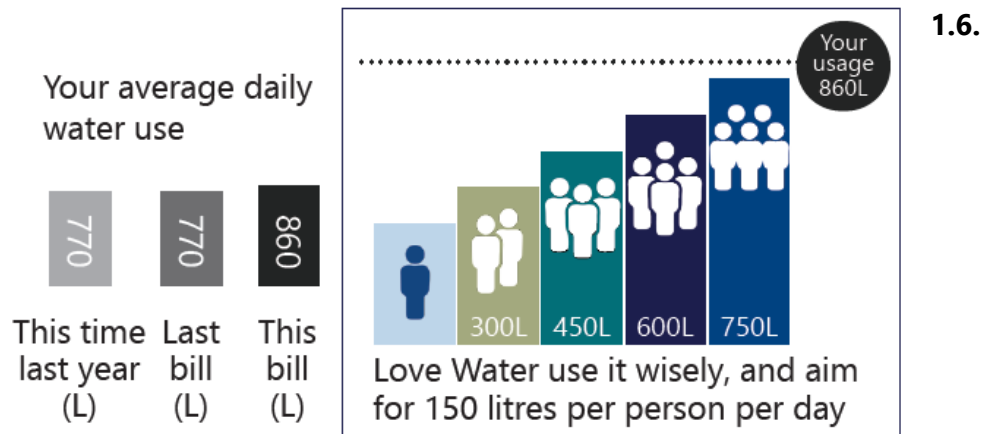 1.6.
Your average daily
water use
770
770
860
This time
last year
(L)
Last
bill
(L)
This
bill
(L)
Your
usage
860L
300L
450L
600L
750L
Love Water use it wisely, and aim
for 150 litres per person per day